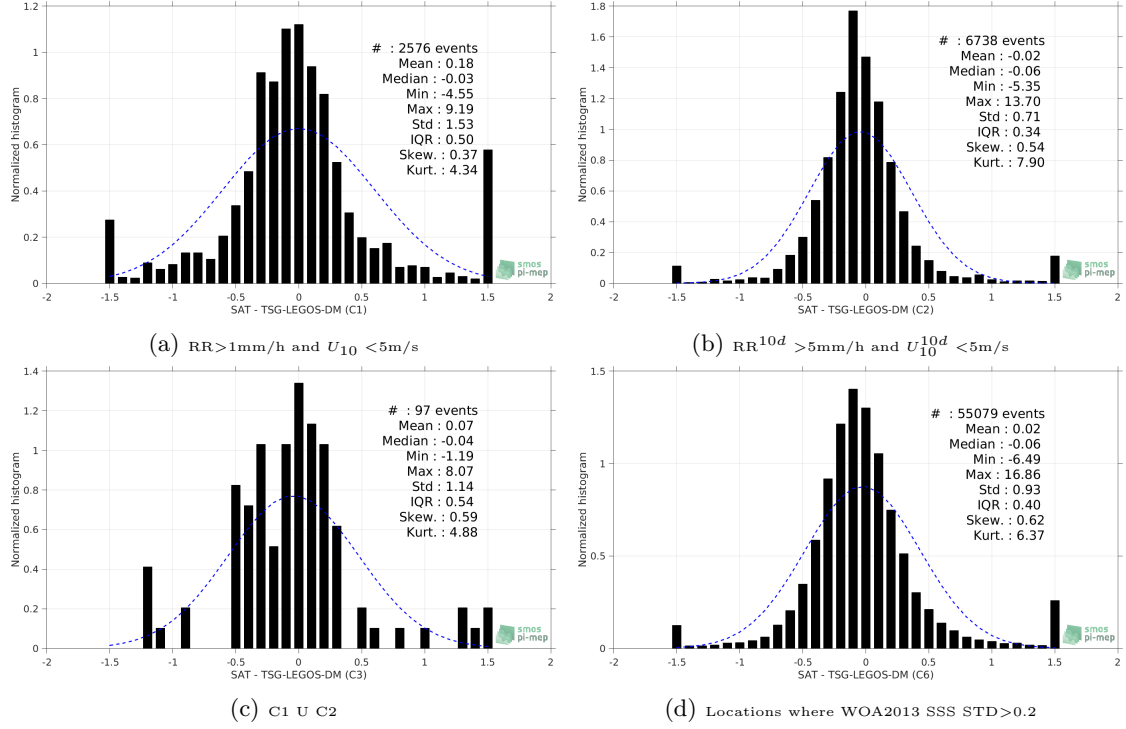 1.2
1
0.8
0.6
0.4
0.2
0
-2
-1.5
-1
-0.5
0
0.5
1
1.5
2
Normalized histogram
SAT - TSG-LEGOS-DM (C1)
# : 2576 events
Mean : 0.18
Median : -0.03
Min : -4.55
Max : 9.19
Std : 1.53
IQR : 0.50
Skew. : 0.37
Kurt. : 4.34
smos
pi-mep
(a) RR>1mm/h and U10 <5m/s
1.8
1.6
1.4
1.2
1
0.8
0.6
0.4
0.2
0
-2
-1.5
-1
-0.5
0
0.5
1
1.5
2
Normalized histogram
SAT - TSG-LEGOS-DM (C2)
# : 6738 events
Mean : -0.02
Median : -0.06
Min : -5.35
Max : 13.70
Std : 0.71
IQR : 0.34
Skew. : 0.54
Kurt. : 7.90
smos
pi-mep
(b) RR10d >5mm/h and U10d10 <5m/s
1.4
1.2
1
0.8
0.6
0.4
0.2
0
-2
-1.5
-1
-0.5
0
0.5
1
1.5
2
Normalized histogram
SAT - TSG-LEGOS-DM (C3)
# : 97 events
Mean : 0.07
Median : -0.04
Min : -1.19
Max : 8.07
Std : 1.14
IQR : 0.54
Skew. : 0.59
Kurt. : 4.88
smos
pi-mep
(c) C1 U C2
1.5
1
0.5
0
-2
-1.5
-1
-0.5
0
0.5
1
1.5
2
Normalized histogram
SAT - TSG-LEGOS-DM (C6)
# : 55079 events
Mean : 0.02
Median : -0.06
Min : -6.49
Max : 16.86
Std : 0.93
IQR : 0.40
Skew. : 0.62
Kurt. : 6.37
smos
pi-mep
(d) Locations where WOA2013 SSS STD>0.2